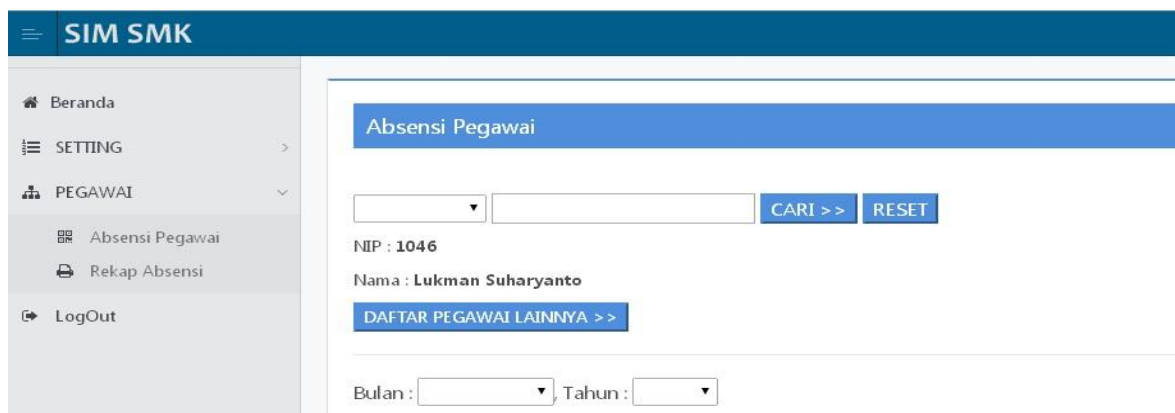 SIM SMK
Beranda
SETTING
PEGAWAI
Absensi Pegawai
Rekap Absensi
LogOut
Absensi Pegawai
CARI >> RESET
NIP : 1046
Nama : Lukman Suharyanto
DAFTAR PEGAWAI LAINNYA >>
Bulan : , Tahun :